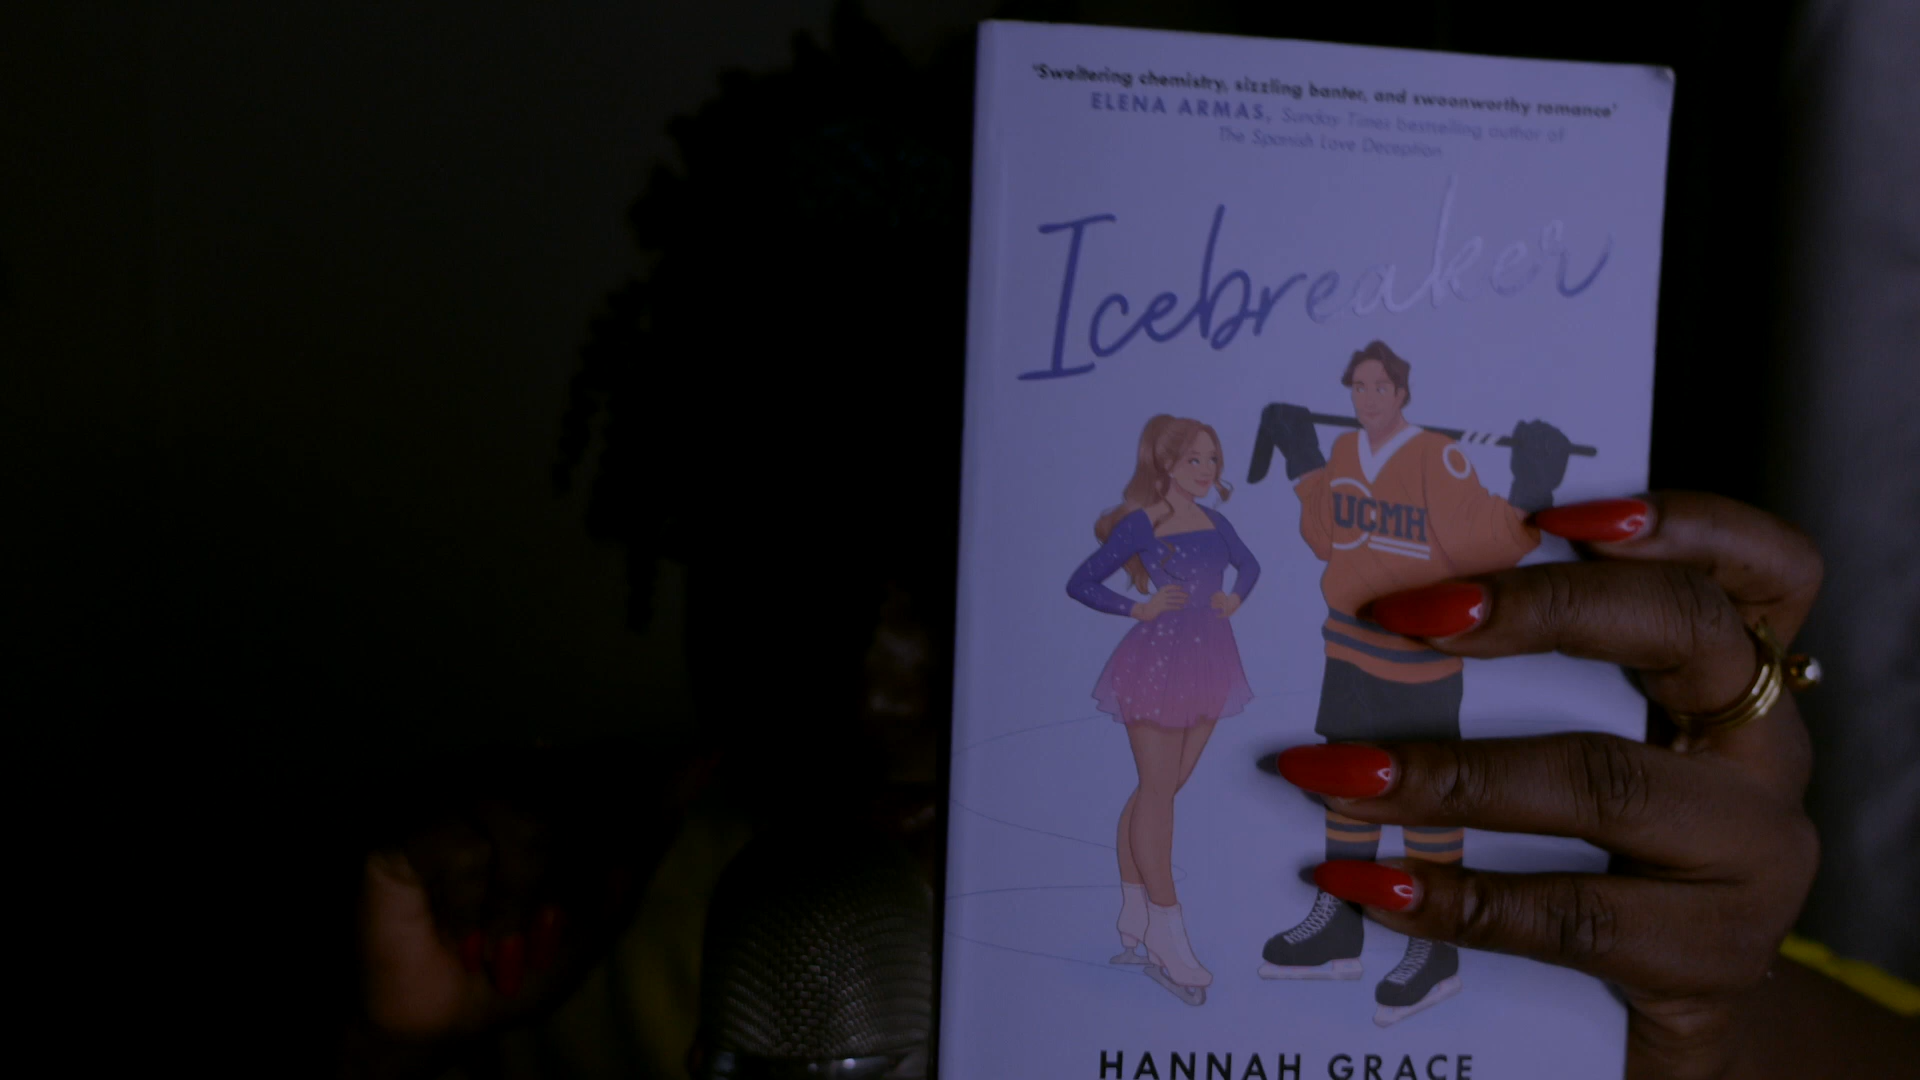 'Sweltering chemistry, sizzling banter, and swoonworthy romance'
ELENA ARMAS, Sunday Times bestselling author of
The Spanish Love Deception
Icebreaker
UCMH
HANNAH GRACE